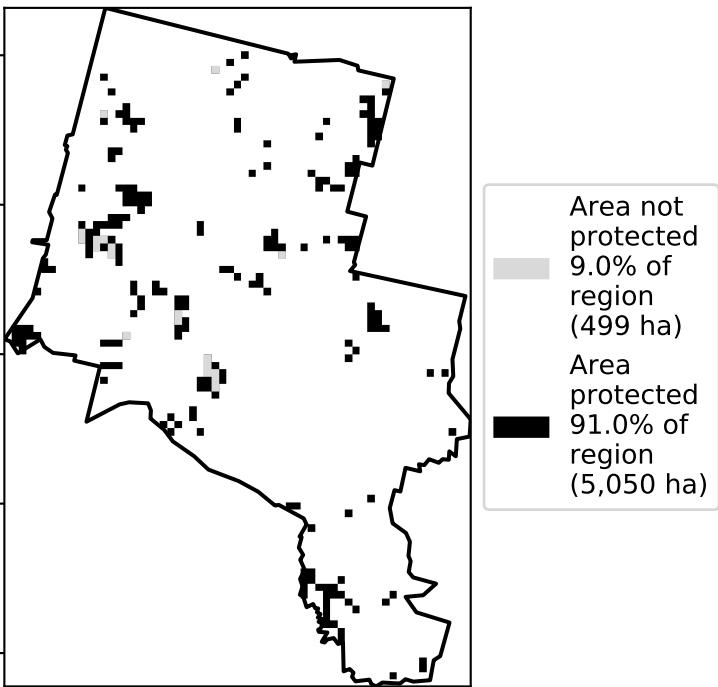 Area not
protected
9.0% of
region
(499 ha)
Area
protected
91.0% of
region
(5,050 ha)